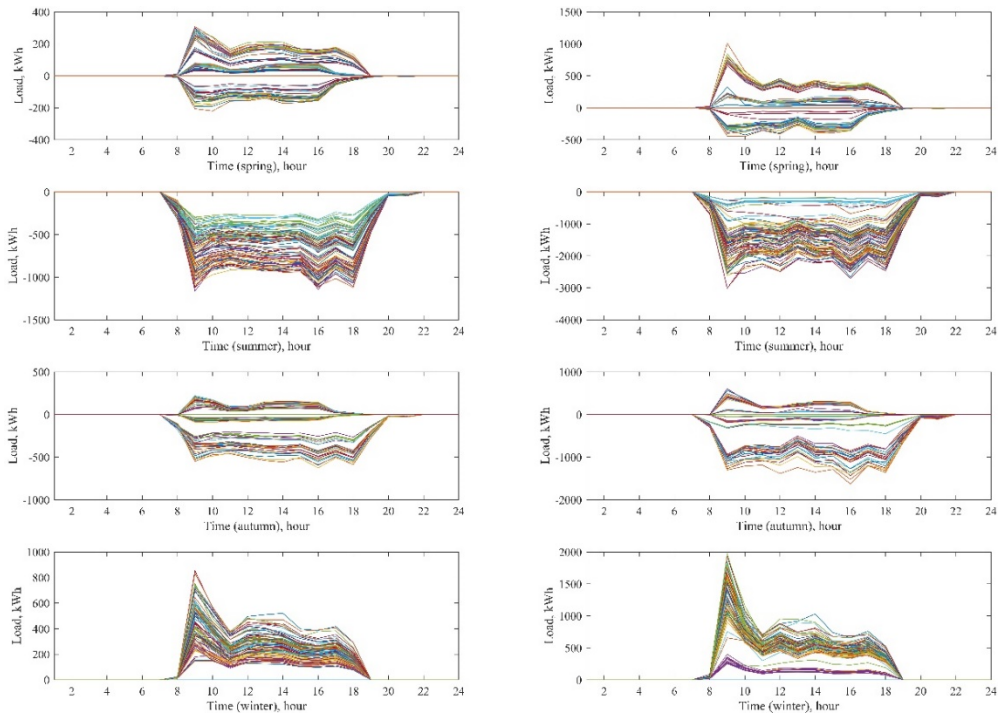 400
200
0
-200
-400
Load, kWh
2 4 6 8 10 12 14 16 18 20 22 24
Time (spring), hour
1500
1000
500
0
-500
Load, kWh
2 4 6 8 10 12 14 16 18 20 22 24
Time (spring), hour
0
-500
-1000
-1500
Load, kWh
2 4 6 8 10 12 14 16 18 20 22 24
Time (summer), hour
0
-1000
-2000
-3000
-4000
Load, kWh
2 4 6 8 10 12 14 16 18 20 22 24
Time (summer), hour
500
0
-500
-1000
Load, kWh
2 4 6 8 10 12 14 16 18 20 22 24
Time (autumn), hour
1000
0
-1000
-2000
Load, kWh
2 4 6 8 10 12 14 16 18 20 22 24
Time (autumn), hour
1000
800
600
400
200
0
Load, kWh
2 4 6 8 10 12 14 16 18 20 22 24
Time (winter), hour
2000
1500
1000
500
0
Load, kWh
2 4 6 8 10 12 14 16 18 20 22 24
Time (winter), hour